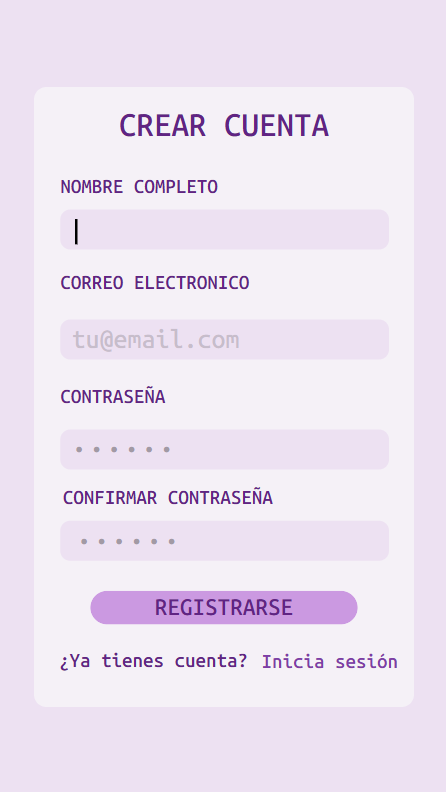 CREAR CUENTA
NOMBRE COMPLETO
CORREO ELECTRONICO
tu@email.com
CONTRASEÑA
••••••
CONFIRMAR CONTRASEÑA
••••••
REGISTRARSE
¿Ya tienes cuenta? Inicia sesión